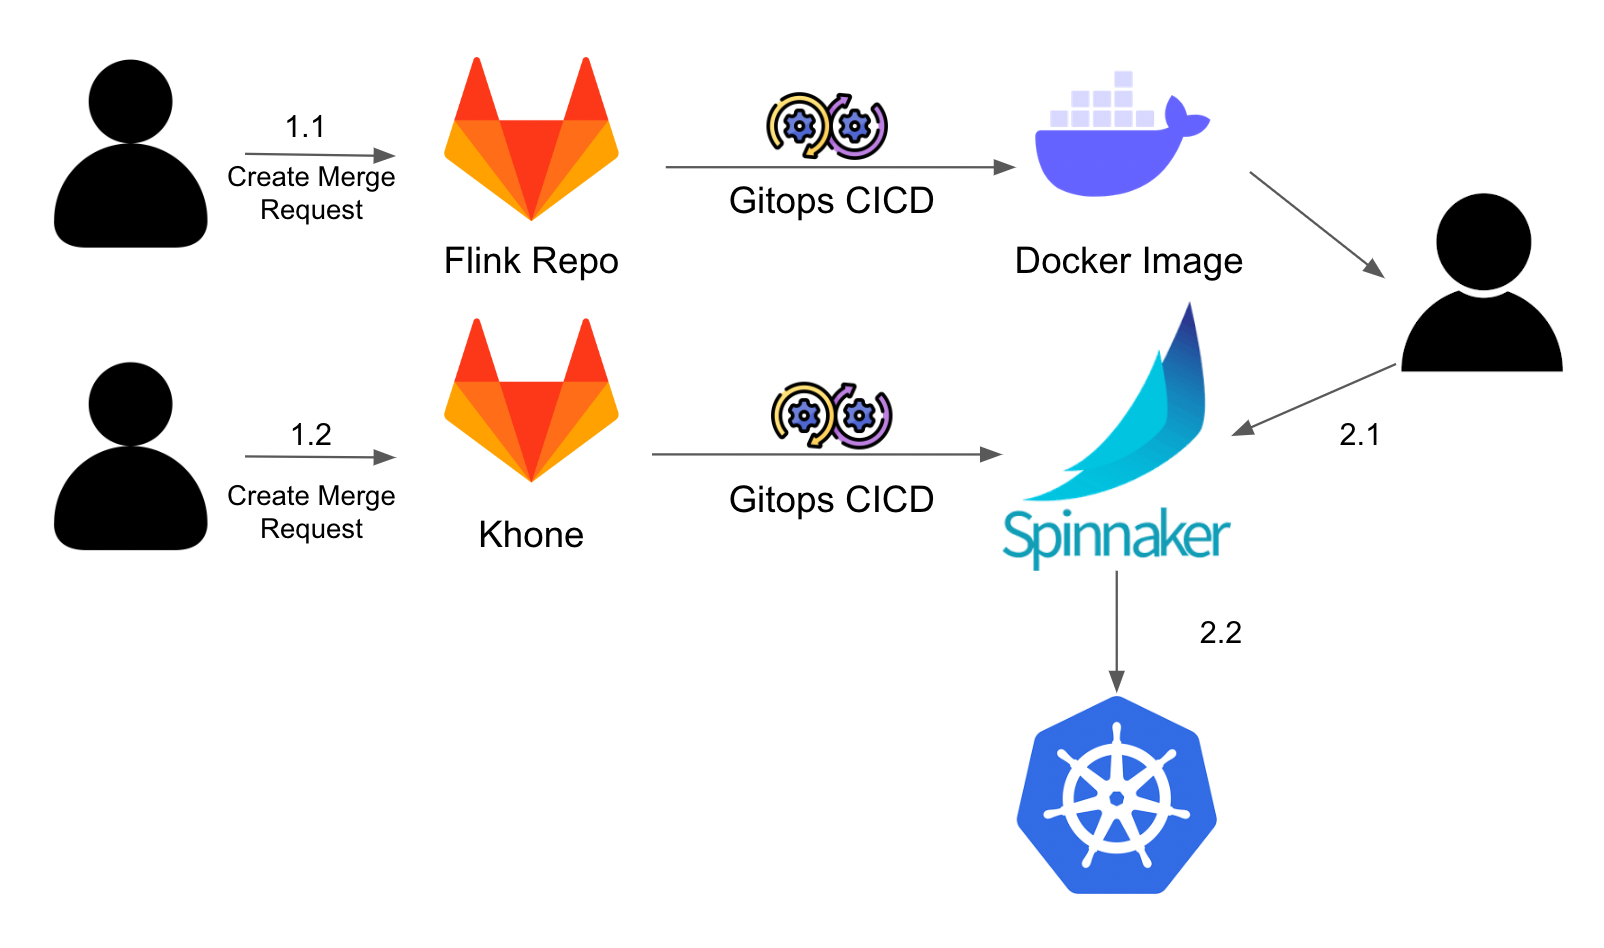 1.1
Create Merge
Request
Flink Repo
Gitops CICD
Docker Image
1.2
Create Merge
Request
Khone
Gitops CICD
Spinnaker
2.1
2.2